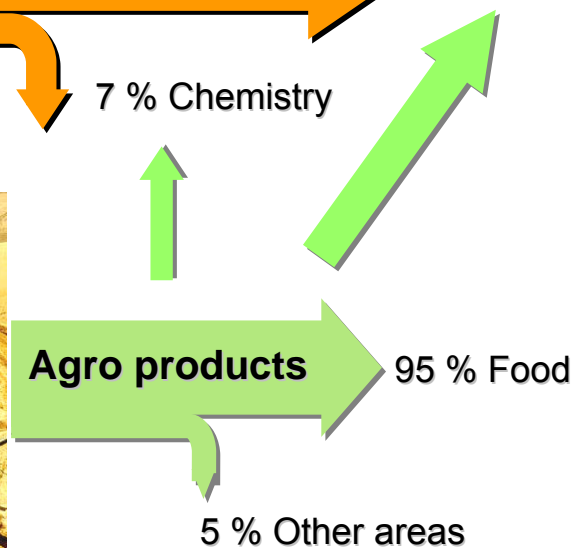 7 % Chemistry
Agro products
95 % Food
5 % Other areas